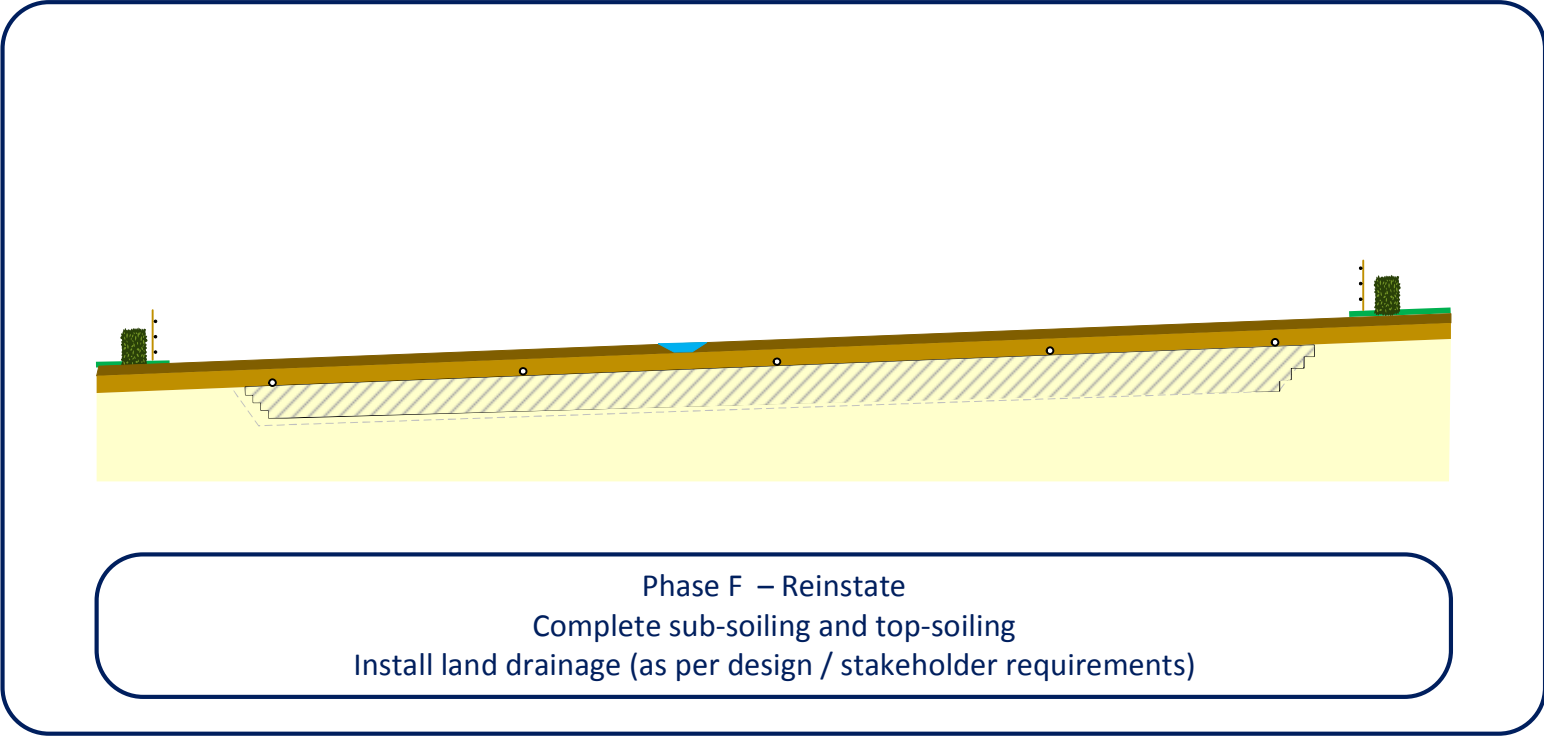 Phase F – Reinstate
Complete sub-soiling and top-soiling
Install land drainage (as per design / stakeholder requirements)